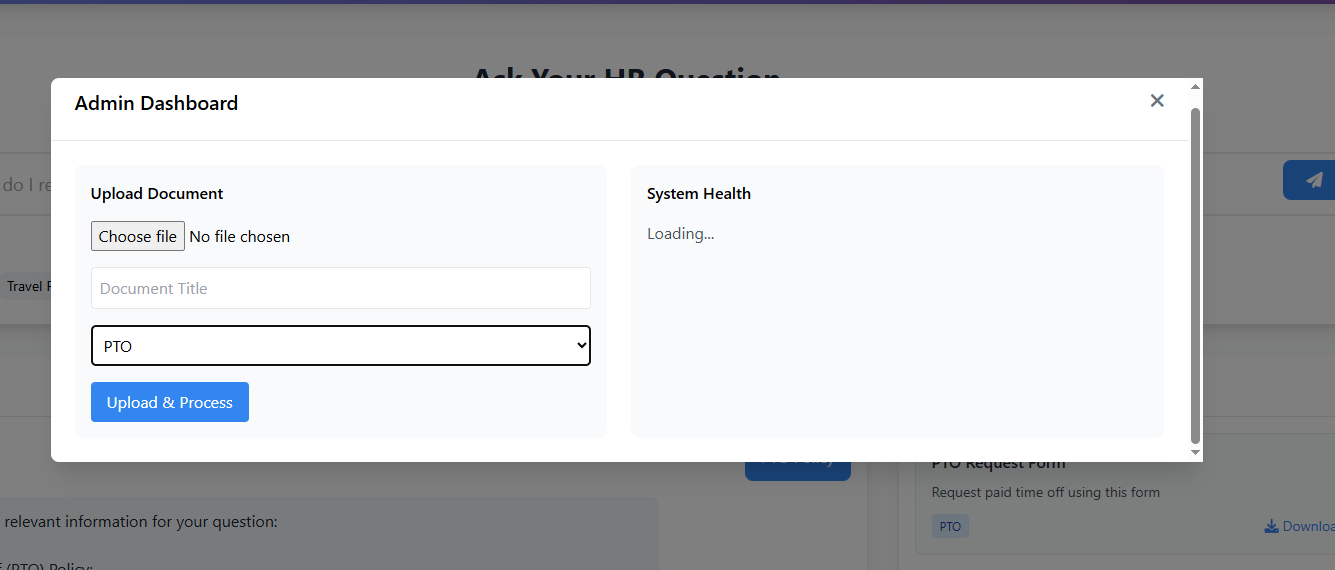 Ask Your HR Question
Admin Dashboard
do I re
Upload Document
System Health
Choose file No file chosen
Loading...
Document Title
Travel
PTO
Upload & Process
PTO Request Form
Request paid time off using this form
relevant information for your question:
PTO
Downloa
(PTO) Policy: